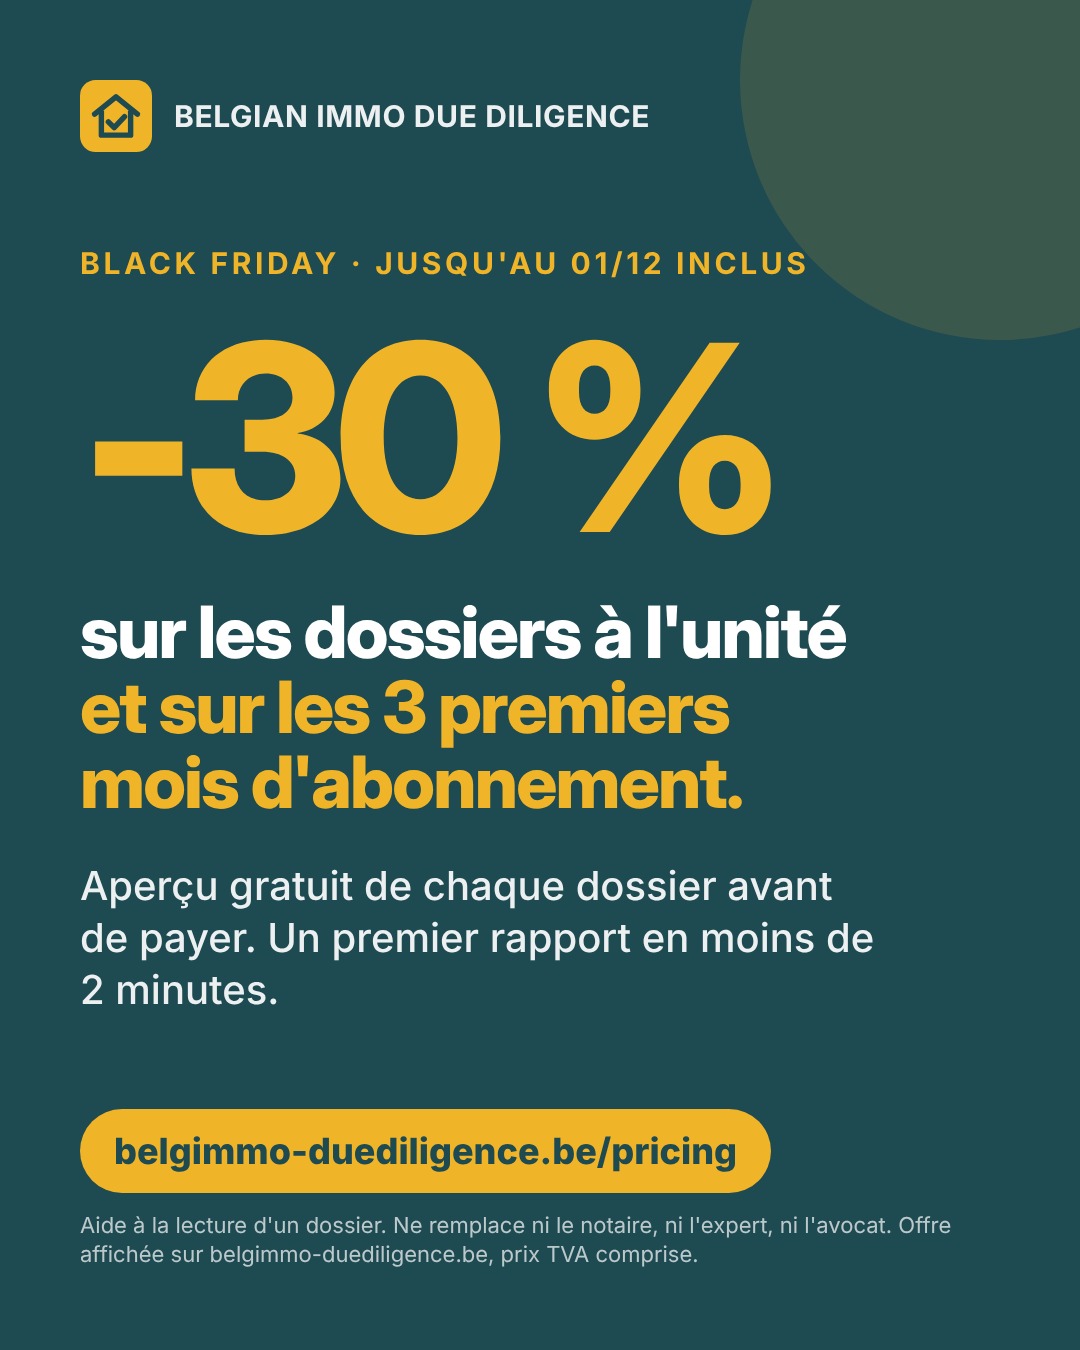 BELGIAN IMMO DUE DILIGENCE
BLACK FRIDAY · JUSQU'AU 01/12 INCLUS
-30 %
sur les dossiers à l'unité
et sur les 3 premiers
mois d'abonnement.
Aperçu gratuit de chaque dossier avant
de payer. Un premier rapport en moins de
2 minutes.
belgimmo-duediligence.be/pricing
Aide à la lecture d'un dossier. Ne remplace ni le notaire, ni l'expert, ni l'avocat. Offre
affichée sur belgimmo-duediligence.be, prix TVA comprise.